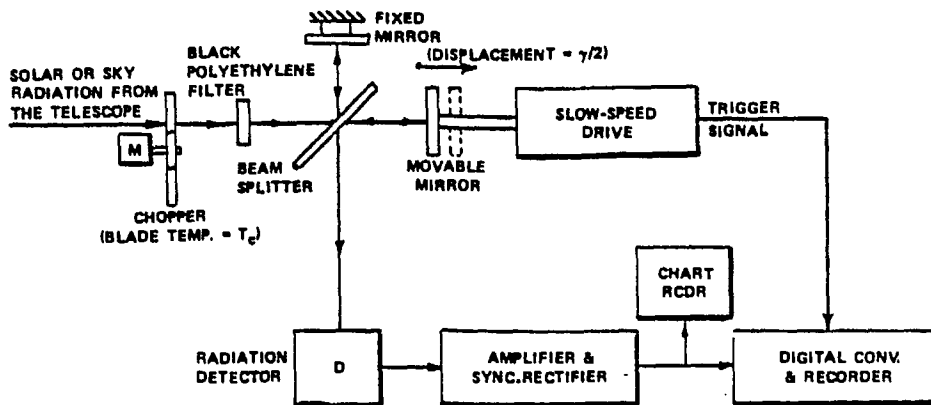 FIXED
MIRROR
(DISPLACEMENT = γ/2)
BLACK
POLYETHYLENE
FILTER
SOLAR OR SKY
RADIATION FROM
THE TELESCOPE
M
BEAM
SPLITTER
MOVABLE
MIRROR
SLOW-SPEED
DRIVE
TRIGGER
SIGNAL
CHOPPER
(BLADE TEMP. = Tc)
CHART
RCDR
RADIATION
DETECTOR
D
AMPLIFIER &
SYNC.RECTIFIER
DIGITAL CONV.
& RECORDER